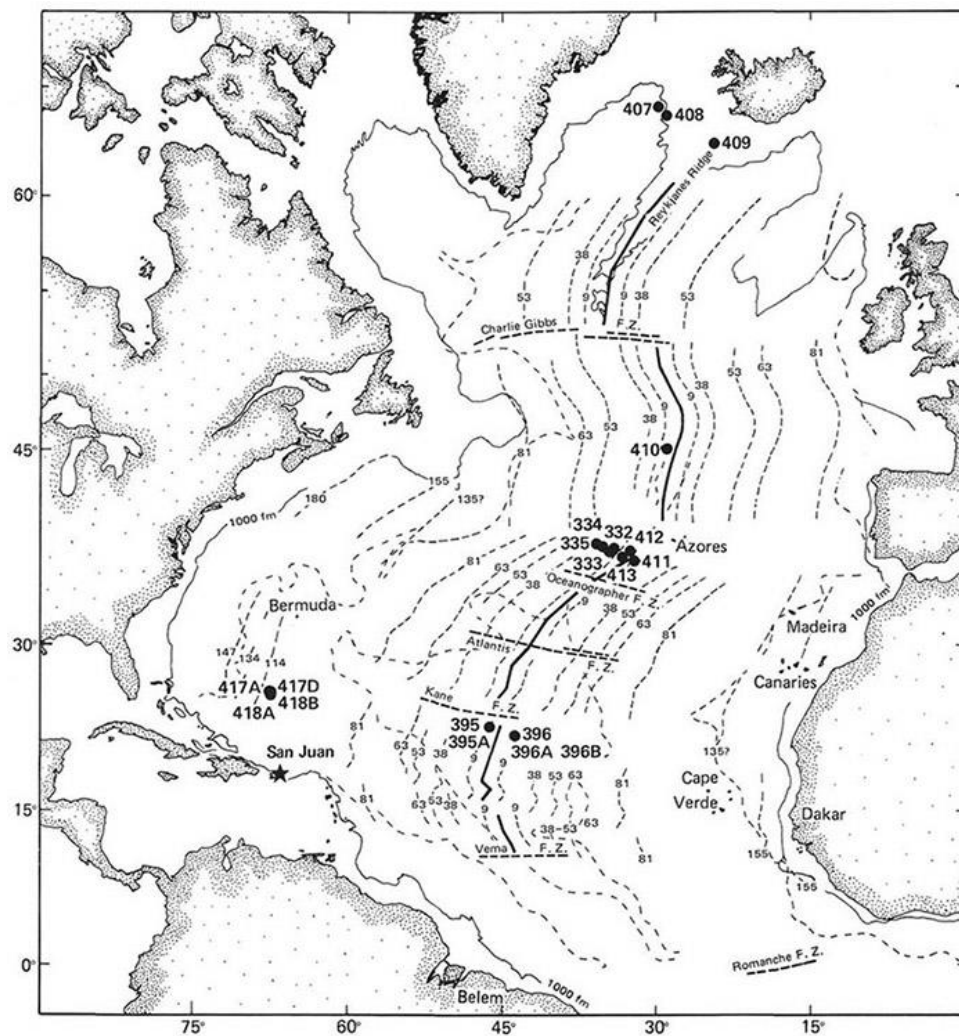 407
408
409
60°
Reykjanes Ridge
38
53
9
9
38
53
Charlie Gibbs
F. Z.
81
53
63
38
9
9
38
53
63
45°
410
81
155
135?
180
1000 fm
334
332
412
335
Azores
333
413
411
Oceanographer F. Z.
63
53
38
81
9
38
53
63
81
Bermuda
1000 fm
Madeira
30°
Atlantis
F. Z.
147
134
114
Canaries
417A
417D
418A
418B
Kane
F. Z.
395
396
395A
396A 396B
135?
San Juan
81
63
53
38
9
9
38
53
63
81
Cape
Verde
81
63
53
38
9
9
38-53
63
15°
Dakar
Vema
F. Z.
81
155
155
0°
Romanche F. Z.
Belem
1000 fm
75°
60°
45°
30°
15°